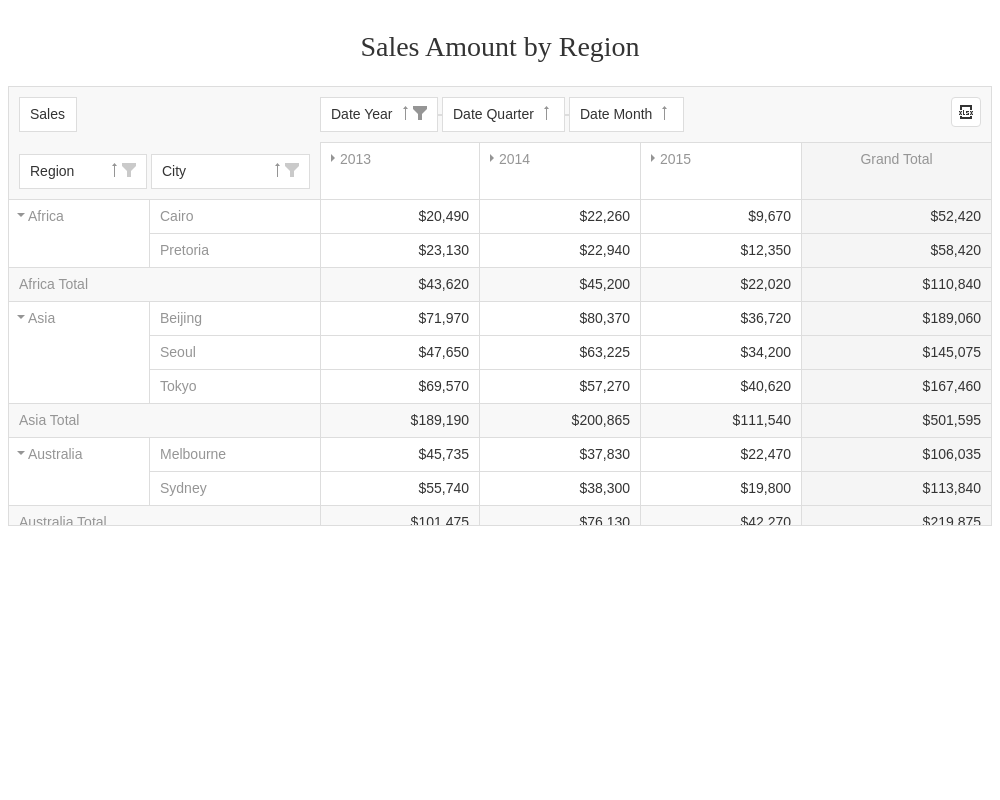 Sales Amount by Region
Sales Date Year Date Quarter Date Month xlsx
Region City 2013 2014 2015 Grand Total
Africa Cairo $20,490 $22,260 $9,670 $52,420
Pretoria $23,130 $22,940 $12,350 $58,420
Africa Total $43,620 $45,200 $22,020 $110,840
Asia Beijing $71,970 $80,370 $36,720 $189,060
Seoul $47,650 $63,225 $34,200 $145,075
Tokyo $69,570 $57,270 $40,620 $167,460
Asia Total $189,190 $200,865 $111,540 $501,595
Australia Melbourne $45,735 $37,830 $22,470 $106,035
Sydney $55,740 $38,300 $19,800 $113,840
Australia Total $101,475 $76,130 $42,270 $219,875